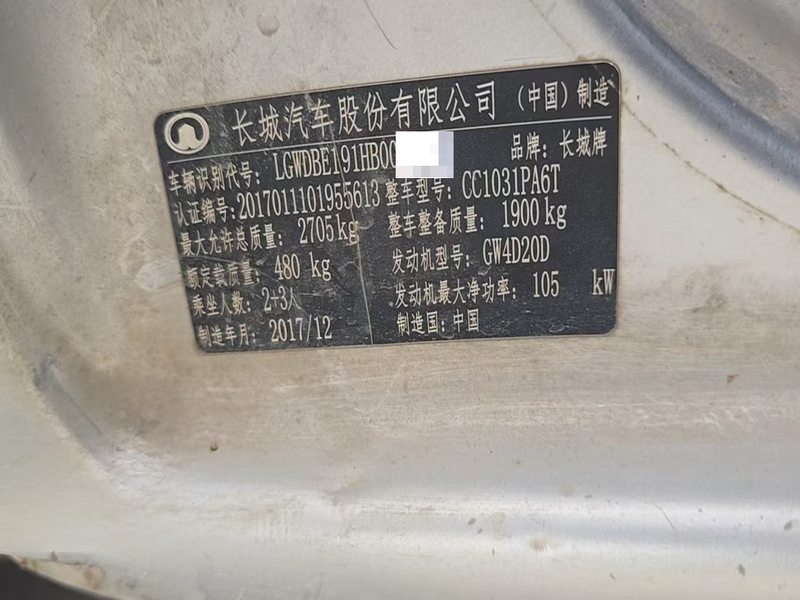 长城汽车股份有限公司 (中国) 制造
车辆识别代号: LGWDBE191HB00 品牌: 长城牌
认证编号: 2017011101955613 整车型号: CC1031PA6T
最大允许总质量: 2705kg 整车整备质量: 1900kg
额定载质量: 480 kg 发动机型号: GW4D20D
乘坐人数: 2+3人 发动机最大净功率: 105 kW
制造年月: 2017/12 制造国: 中国